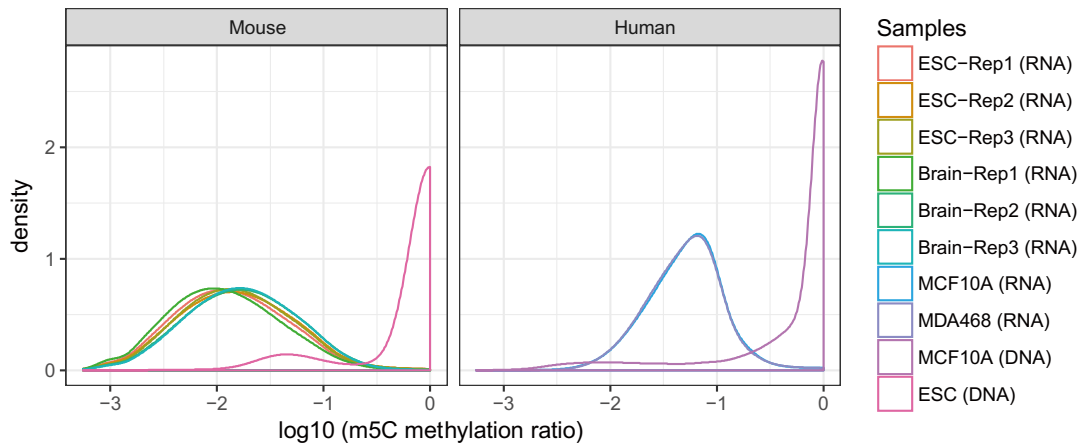 Mouse
Human
density
0
1
2
−3
−2
−1
0
−3
−2
−1
0
log10 (m5C methylation ratio)
Samples
ESC−Rep1 (RNA)
ESC−Rep2 (RNA)
ESC−Rep3 (RNA)
Brain−Rep1 (RNA)
Brain−Rep2 (RNA)
Brain−Rep3 (RNA)
MCF10A (RNA)
MDA468 (RNA)
MCF10A (DNA)
ESC (DNA)